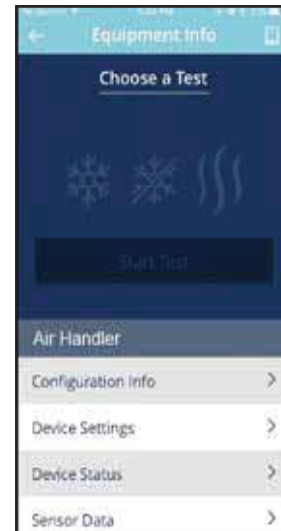 Equipment Info
Choose a Test
Start Test
Air Handler
Configuration Info
Device Settings
Device Status
Sensor Data